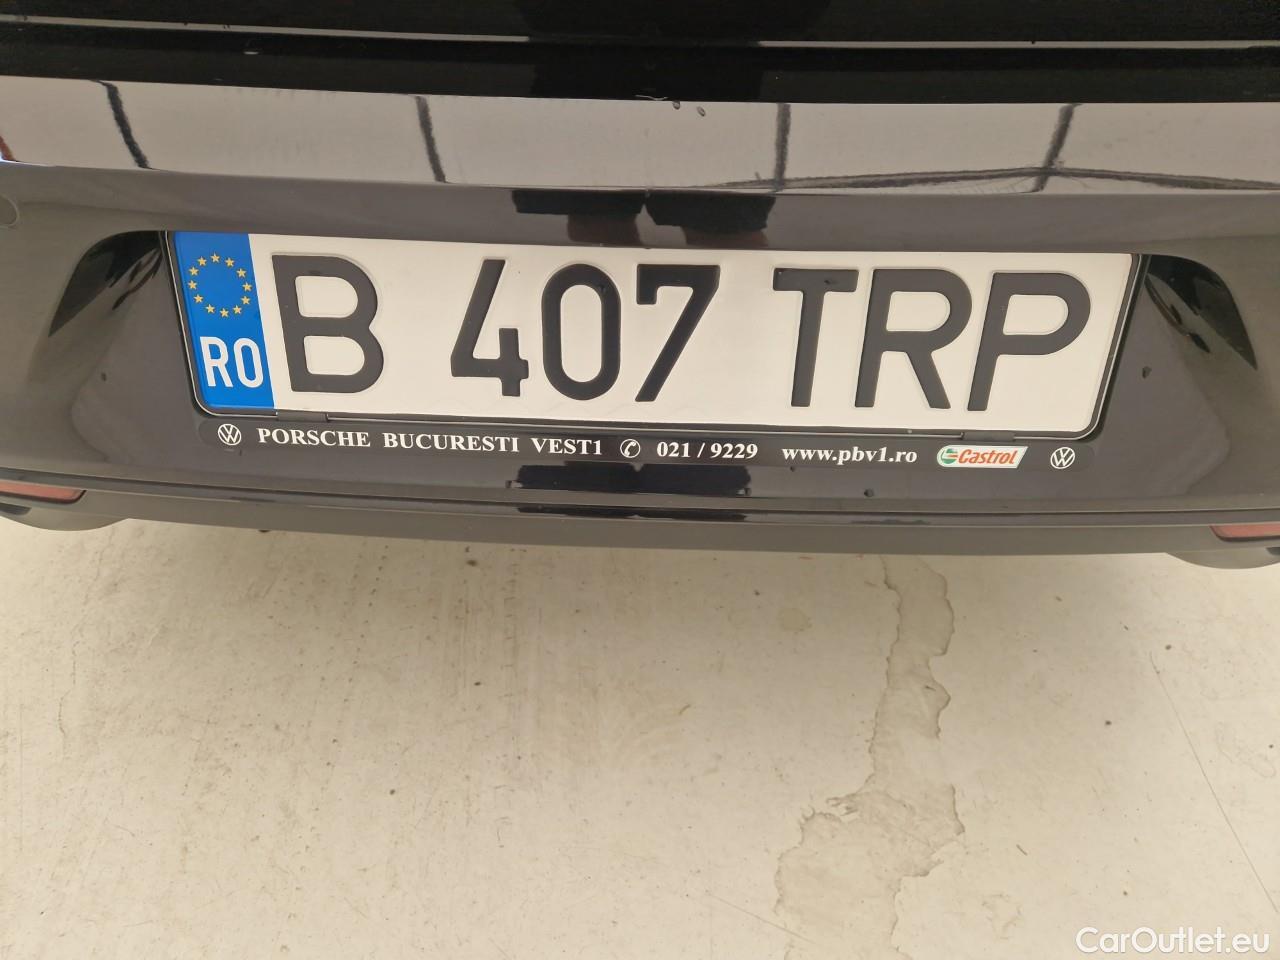 RO B 407 TRP
PORSCHE BUCURESTI VEST1 ✆ 021 / 9229 www.pbv1.ro Castrol
CarOutlet.eu